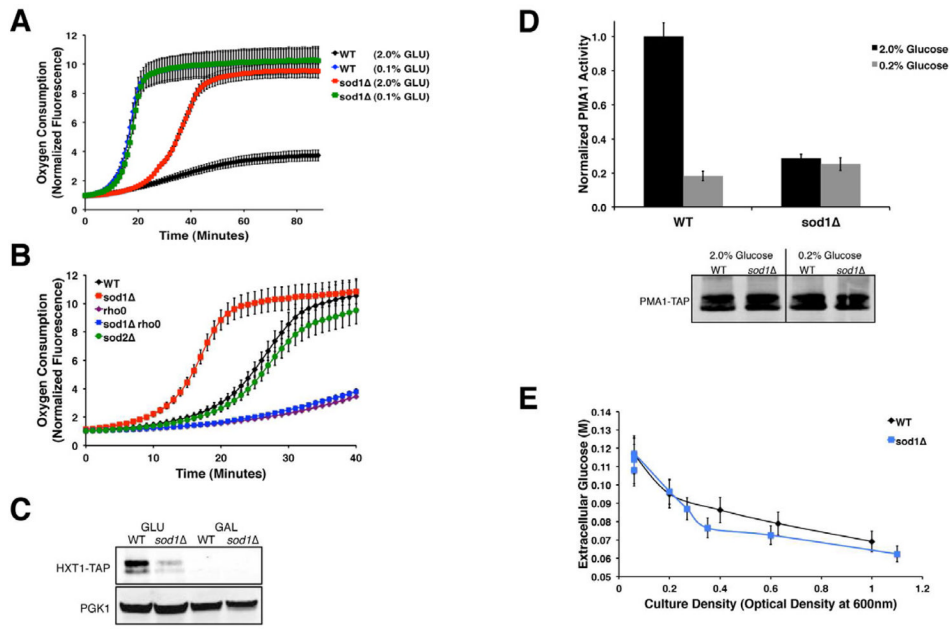 A
Oxygen Consumption
(Normalized Fluorescence)
12
10
8
6
4
2
0
0 20 40 60 80
Time (Minutes)
WT (2.0% GLU)
WT (0.1% GLU)
sod1Δ (2.0% GLU)
sod1Δ (0.1% GLU)
B
Oxygen Consumption
(Normalized Fluorescence)
12
10
8
6
4
2
0
0 10 20 30 40
Time (Minutes)
WT
sod1Δ
rho0
sod1Δ rho0
sod2Δ
C
GLU GAL
WT sod1Δ WT sod1Δ
HXT1-TAP
PGK1
D
Normalized PMA1 Activity
1.0
0.8
0.6
0.4
0.2
0.0
WT sod1Δ
2.0% Glucose
0.2% Glucose
2.0% Glucose 0.2% Glucose
WT sod1Δ WT sod1Δ
PMA1-TAP
E
Extracellular Glucose (M)
0.14
0.13
0.12
0.11
0.10
0.09
0.08
0.07
0.06
0.05
0 0.2 0.4 0.6 0.8 1 1.2
Culture Density (Optical Density at 600nm)
WT
sod1Δ